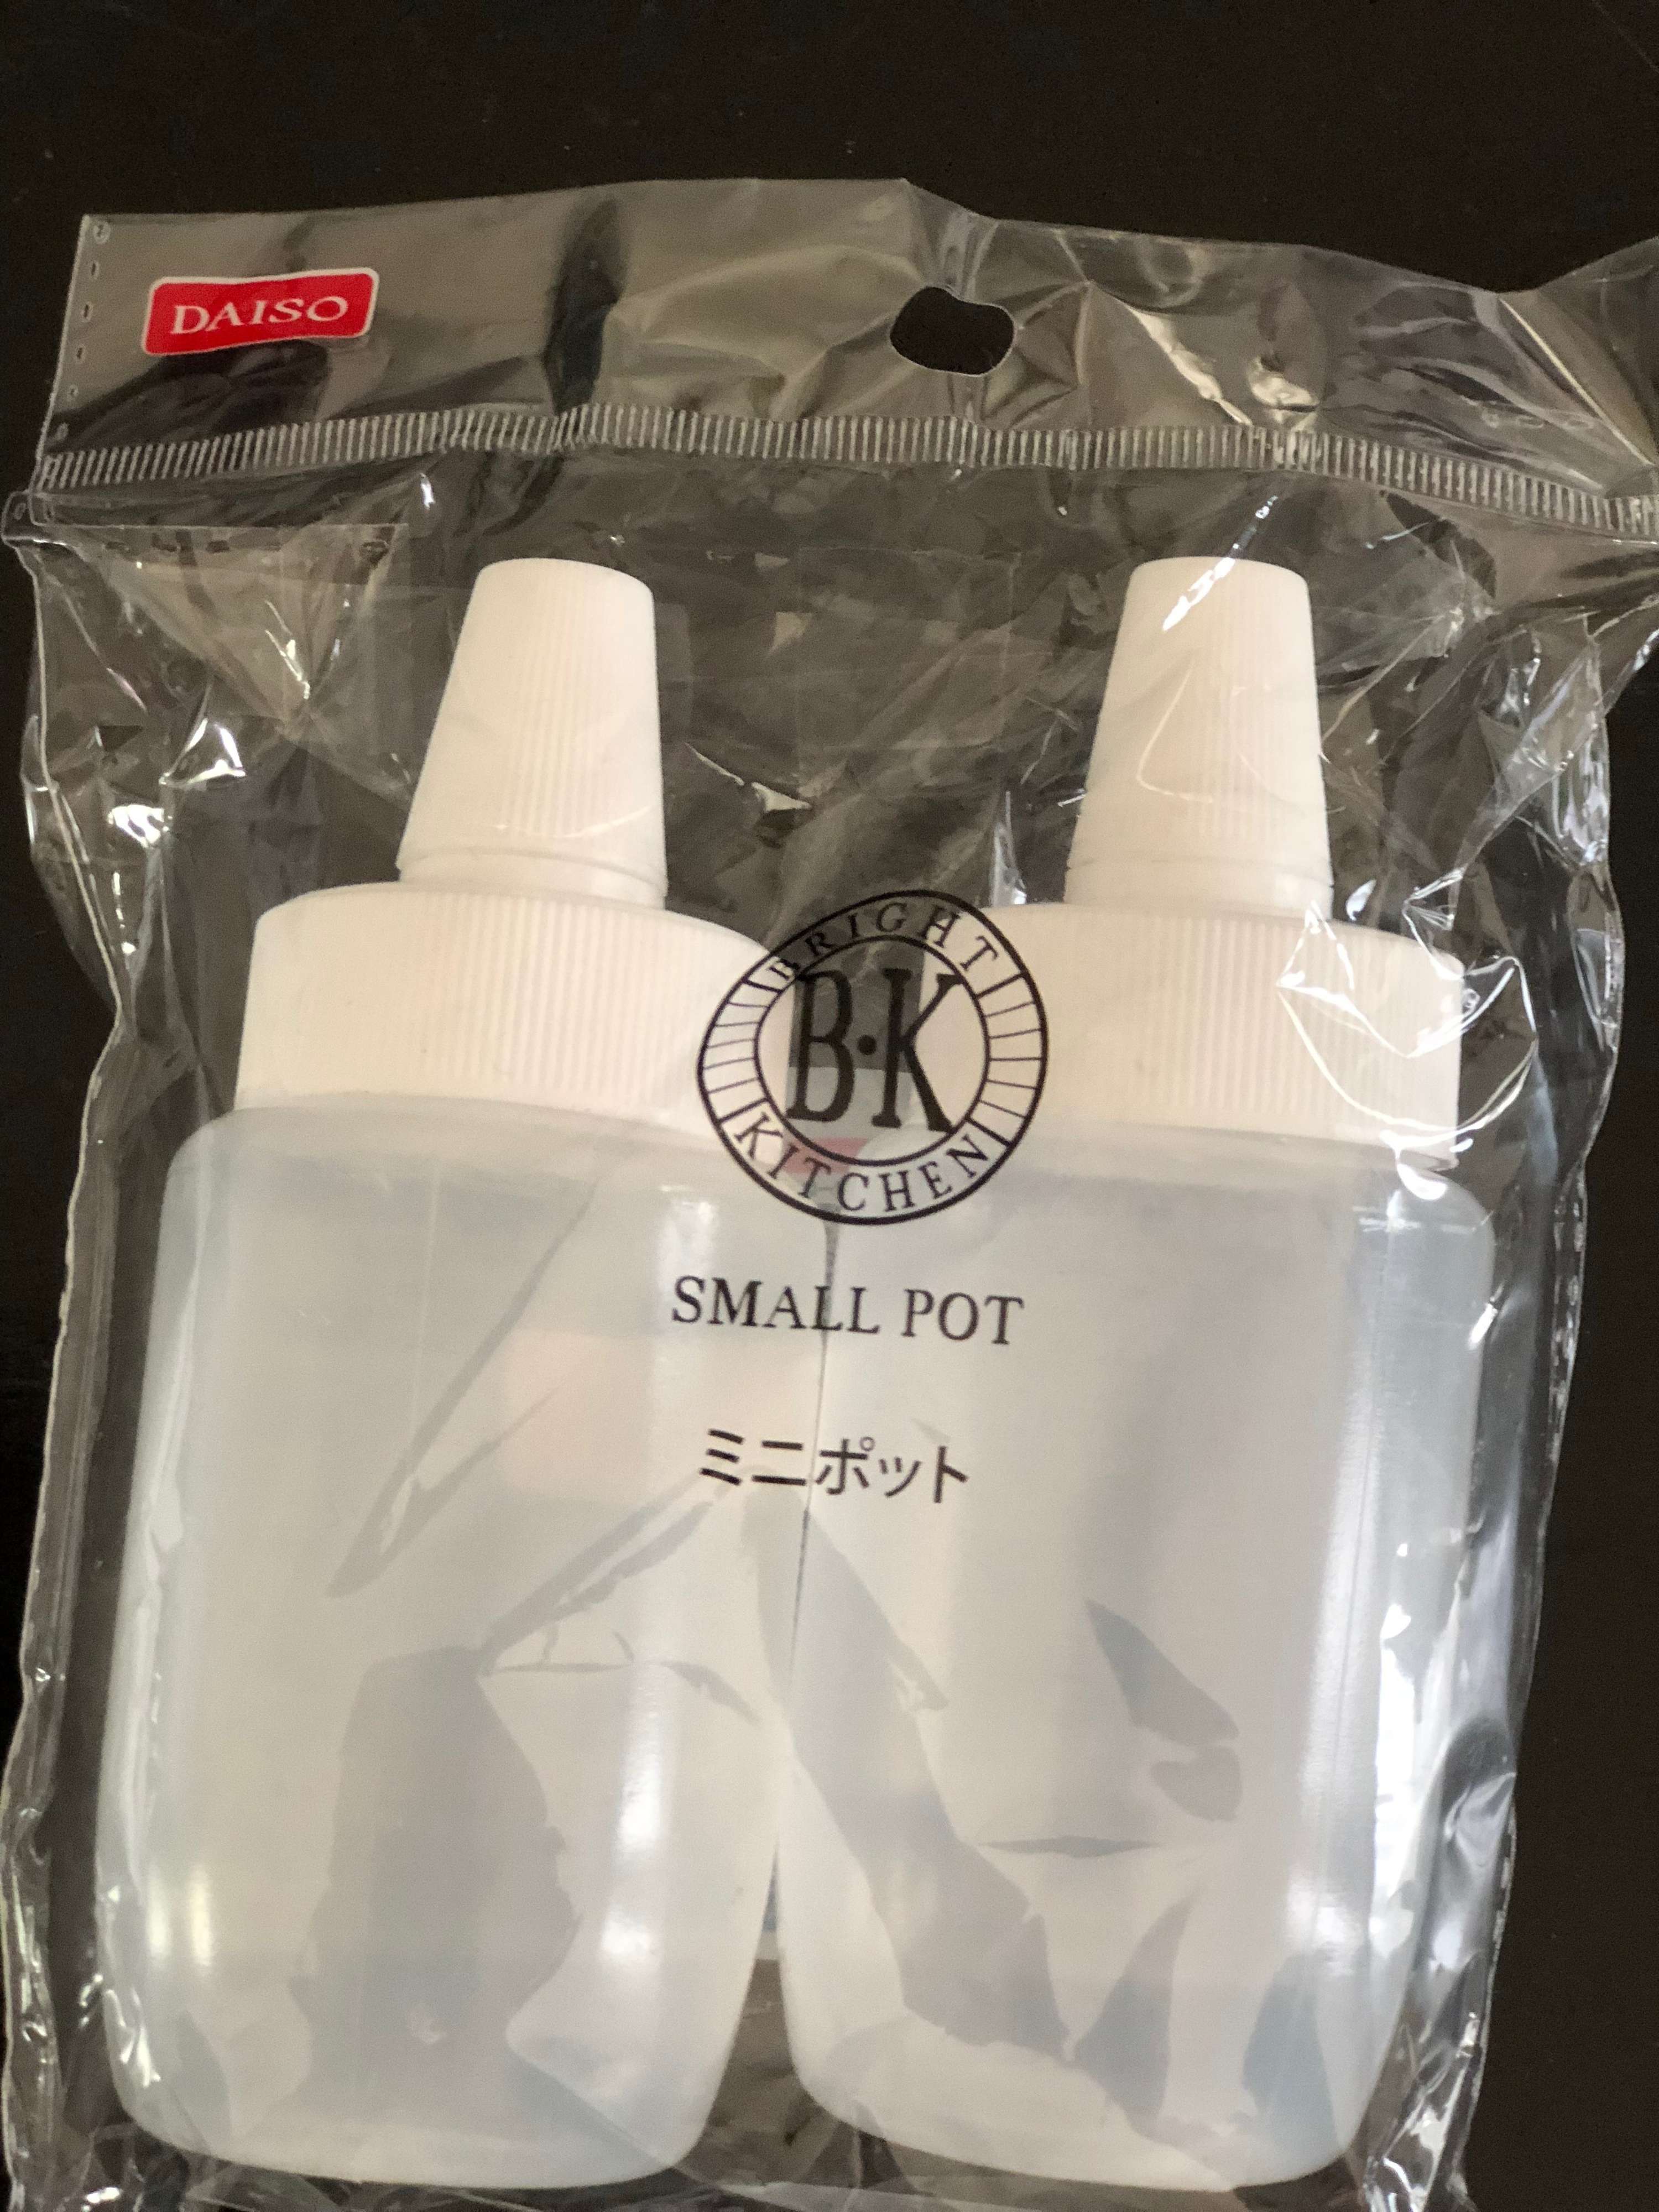 DAISO
BRIGHT
B·K
KITCHEN
SMALL POT
ミニポット